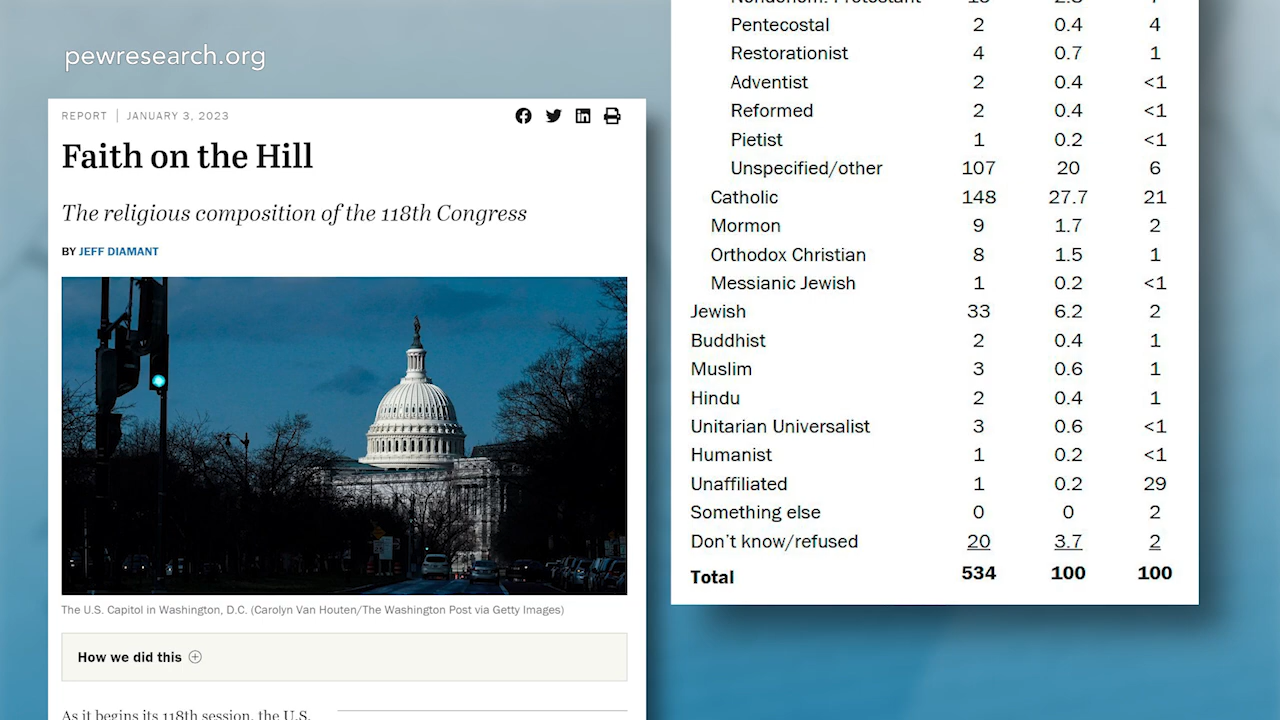 pewresearch.org
REPORT | JANUARY 3, 2023
Faith on the Hill
The religious composition of the 118th Congress
BY JEFF DIAMANT
The U.S. Capitol in Washington, D.C. (Carolyn Van Houten/The Washington Post via Getty Images)
How we did this
As it begins its 118th session, the U.S.
Pentecostal 2 0.4 4
Restorationist 4 0.7 1
Adventist 2 0.4 <1
Reformed 2 0.4 <1
Pietist 1 0.2 <1
Unspecified/other 107 20 6
Catholic 148 27.7 21
Mormon 9 1.7 2
Orthodox Christian 8 1.5 1
Messianic Jewish 1 0.2 <1
Jewish 33 6.2 2
Buddhist 2 0.4 1
Muslim 3 0.6 1
Hindu 2 0.4 1
Unitarian Universalist 3 0.6 <1
Humanist 1 0.2 <1
Unaffiliated 1 0.2 29
Something else 0 0 2
Don't know/refused 20 3.7 2
Total 534 100 100